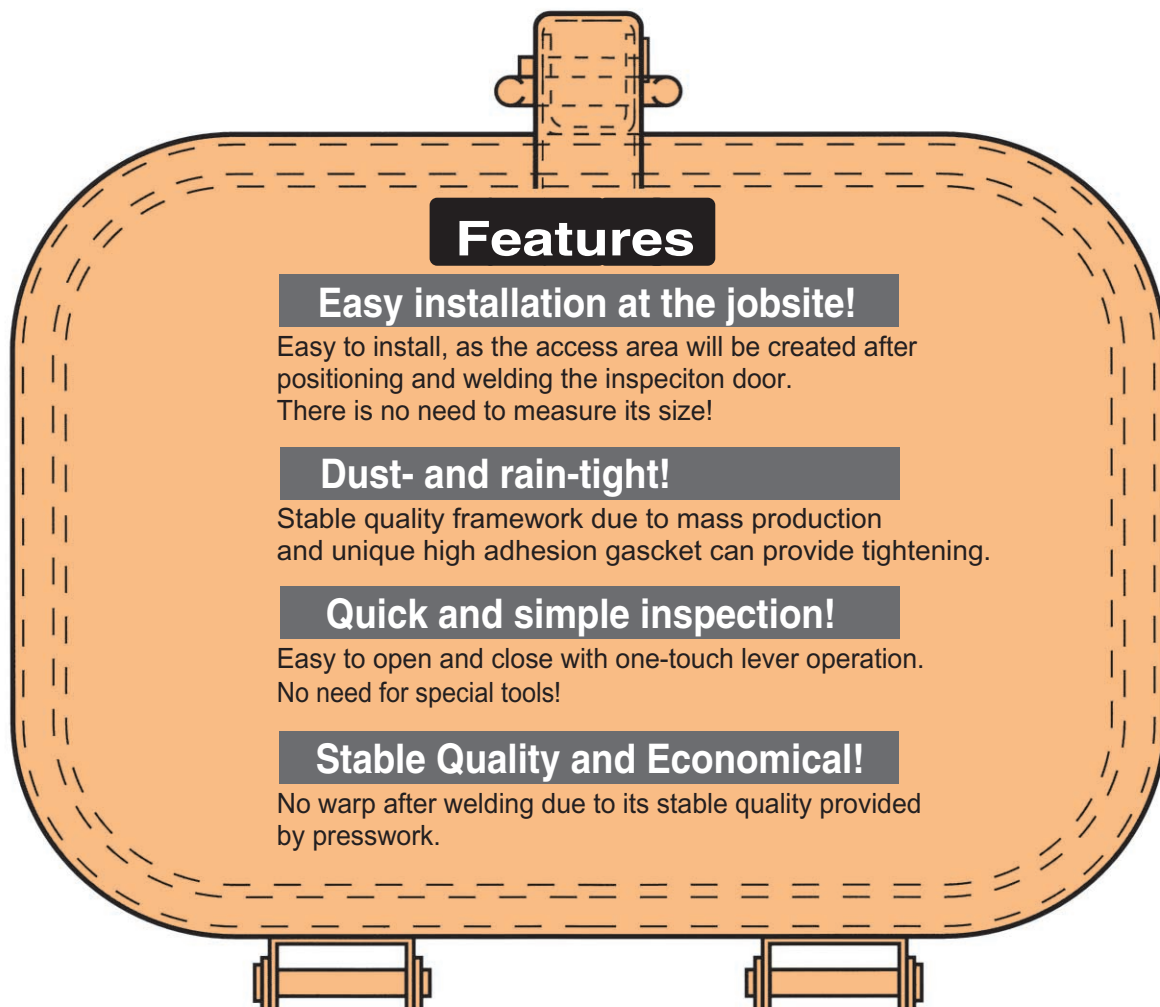 Features
Easy installation at the jobsite!
Easy to install, as the access area will be created after
positioning and welding the inspeciton door.
There is no need to measure its size!
Dust- and rain-tight!
Stable quality framework due to mass production
and unique high adhesion gascket can provide tightening.
Quick and simple inspection!
Easy to open and close with one-touch lever operation.
No need for special tools!
Stable Quality and Economical!
No warp after welding due to its stable quality provided
by presswork.